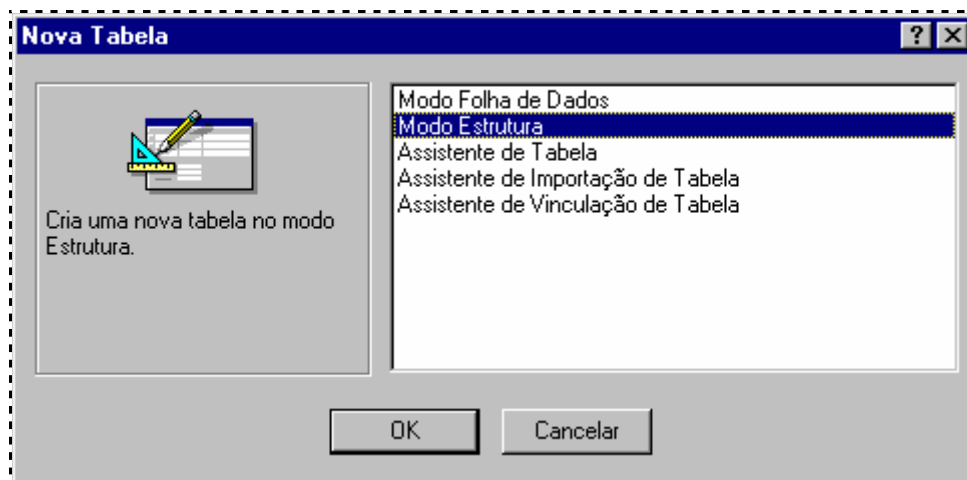 Nova Tabela
Cria uma nova tabela no modo
Estrutura.
Modo Folha de Dados
Modo Estrutura
Assistente de Tabela
Assistente de Importação de Tabela
Assistente de Vinculação de Tabela
OK
Cancelar